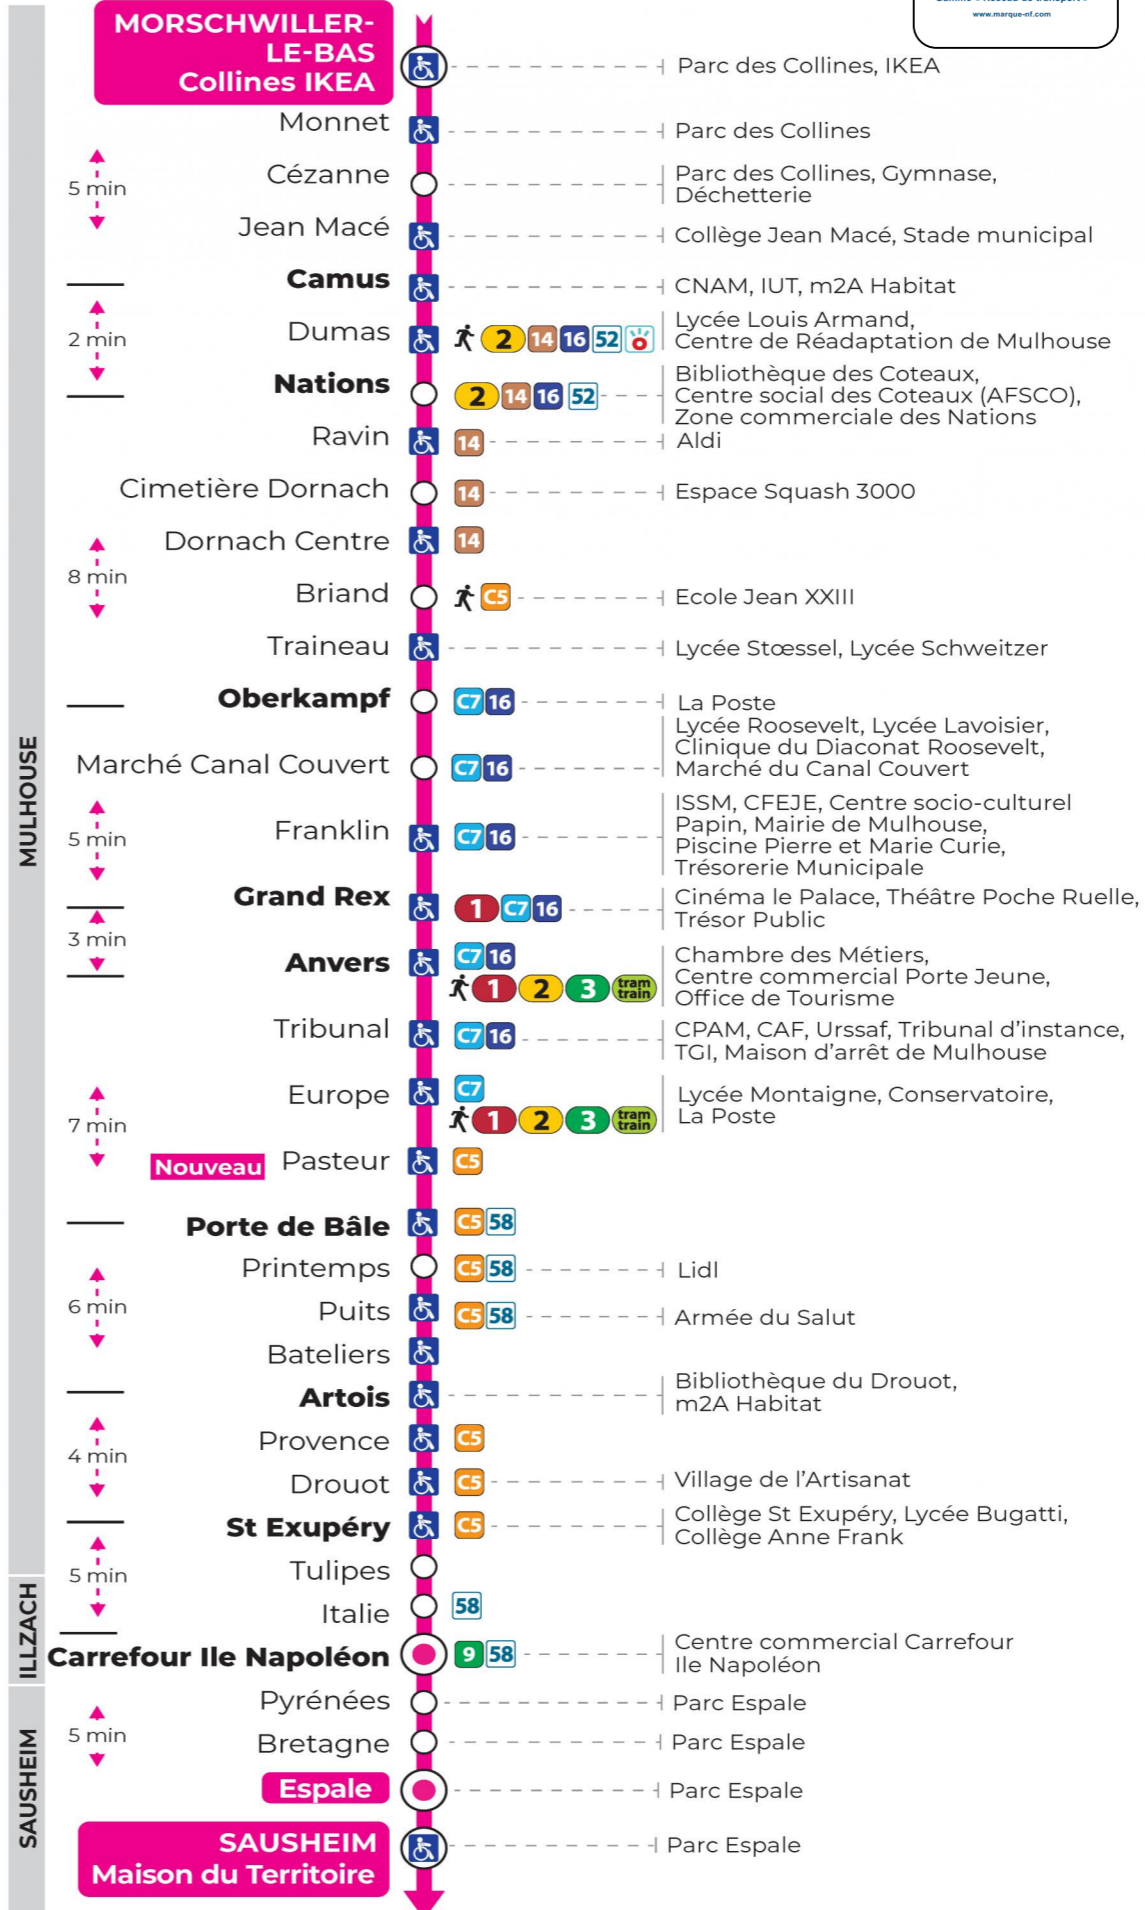 www.marque-nf.com
MORSCHWILLER-
LE-BAS
Collines IKEA
Parc des Collines, IKEA
Monnet
Parc des Collines
5 min
Cézanne
Parc des Collines, Gymnase,
Déchetterie
Jean Macé
Collège Jean Macé, Stade municipal
Camus
CNAM, IUT, m2A Habitat
2 min
Dumas
2 14 16 52
Lycée Louis Armand,
Centre de Réadaptation de Mulhouse
Nations
2 14 16 52
Bibliothèque des Coteaux,
Centre social des Coteaux (AFSCO),
Zone commerciale des Nations
Ravin
14
Aldi
Cimetière Dornach
14
Espace Squash 3000
Dornach Centre
14
8 min
Briand
C5
Ecole Jean XXIII
Traineau
Lycée Stœssel, Lycée Schweitzer
Oberkampf
C7 16
La Poste
MULHOUSE
Marché Canal Couvert
C7 16
Lycée Roosevelt, Lycée Lavoisier,
Clinique du Diaconat Roosevelt,
Marché du Canal Couvert
5 min
Franklin
C7 16
ISSM, CFEJE, Centre socio-culturel
Papin, Mairie de Mulhouse,
Piscine Pierre et Marie Curie,
Trésorerie Municipale
Grand Rex
1 C7 16
Cinéma le Palace, Théâtre Poche Ruelle,
Trésor Public
3 min
Anvers
C7 16
1 2 3 tram train
Chambre des Métiers,
Centre commercial Porte Jeune,
Office de Tourisme
Tribunal
C7 16
CPAM, CAF, Urssaf, Tribunal d'instance,
TGI, Maison d'arrêt de Mulhouse
7 min
Europe
C7
1 2 3 tram train
Lycée Montaigne, Conservatoire,
La Poste
Nouveau Pasteur
C5
Porte de Bâle
C5 58
Printemps
C5 58
Lidl
6 min
Puits
C5 58
Armée du Salut
Bateliers
Artois
Bibliothèque du Drouot,
m2A Habitat
4 min
Provence
C5
Drouot
C5
Village de l'Artisanat
St Exupéry
C5
Collège St Exupéry, Lycée Bugatti,
Collège Anne Frank
5 min
Tulipes
ILLZACH
Italie
58
Carrefour Ile Napoléon
9 58
Centre commercial Carrefour
Ile Napoléon
SAUSHEIM
Pyrénées
Parc Espale
5 min
Bretagne
Parc Espale
Espale
Parc Espale
SAUSHEIM
Maison du Territoire
Parc Espale